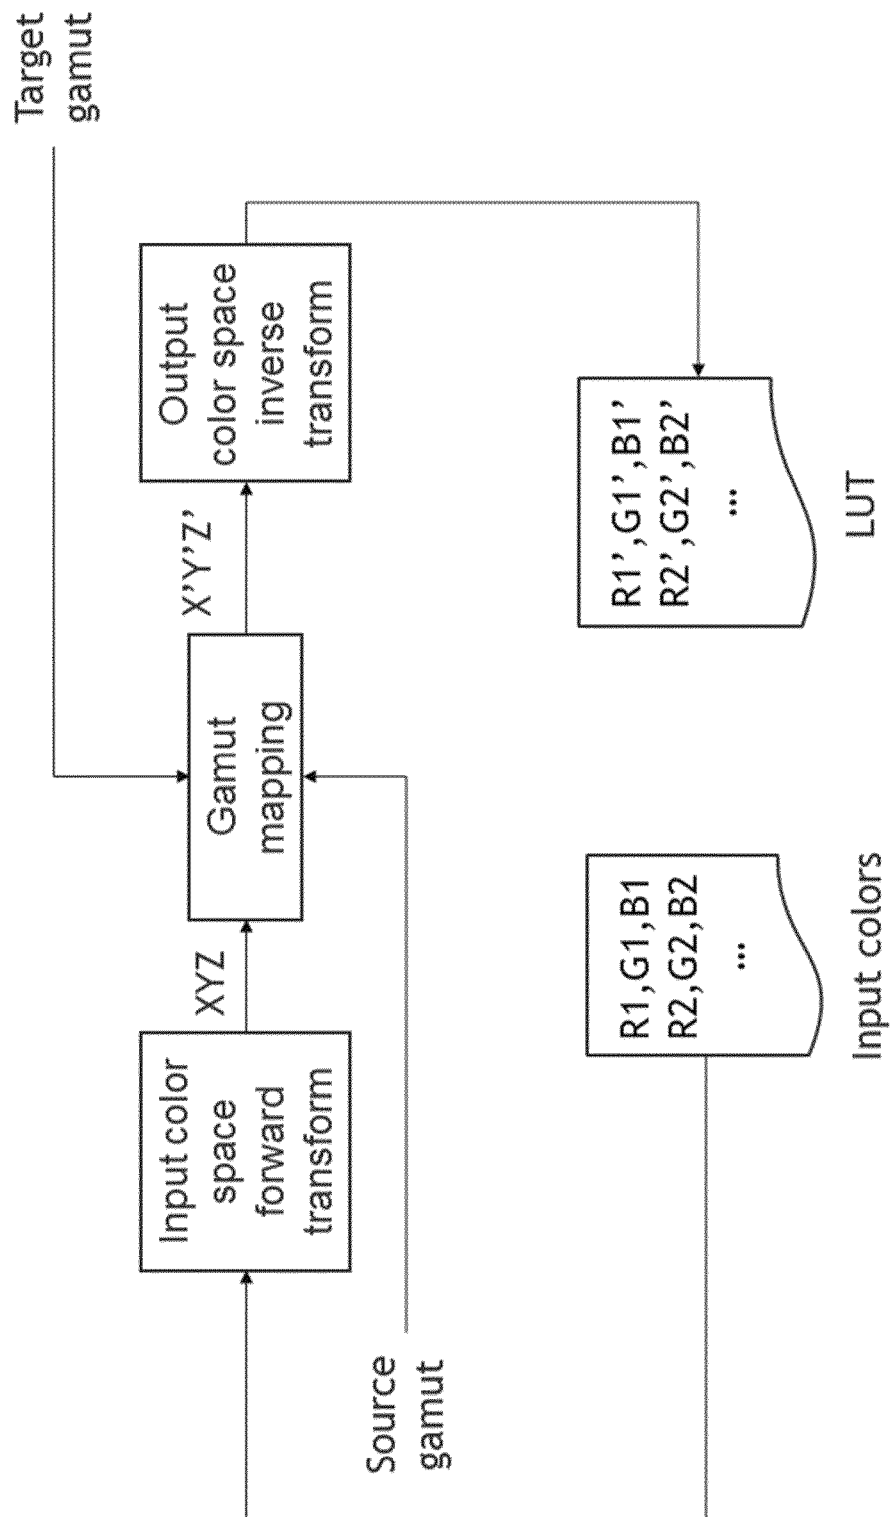 Target
gamut
Input color
space
forward
transform
XYZ
Gamut
mapping
X’Y’Z’
Output
color space
inverse
transform
Source
gamut
R1,G1,B1
R2,G2,B2
...
Input colors
R1’,G1’,B1’
R2’,G2’,B2’
...
LUT